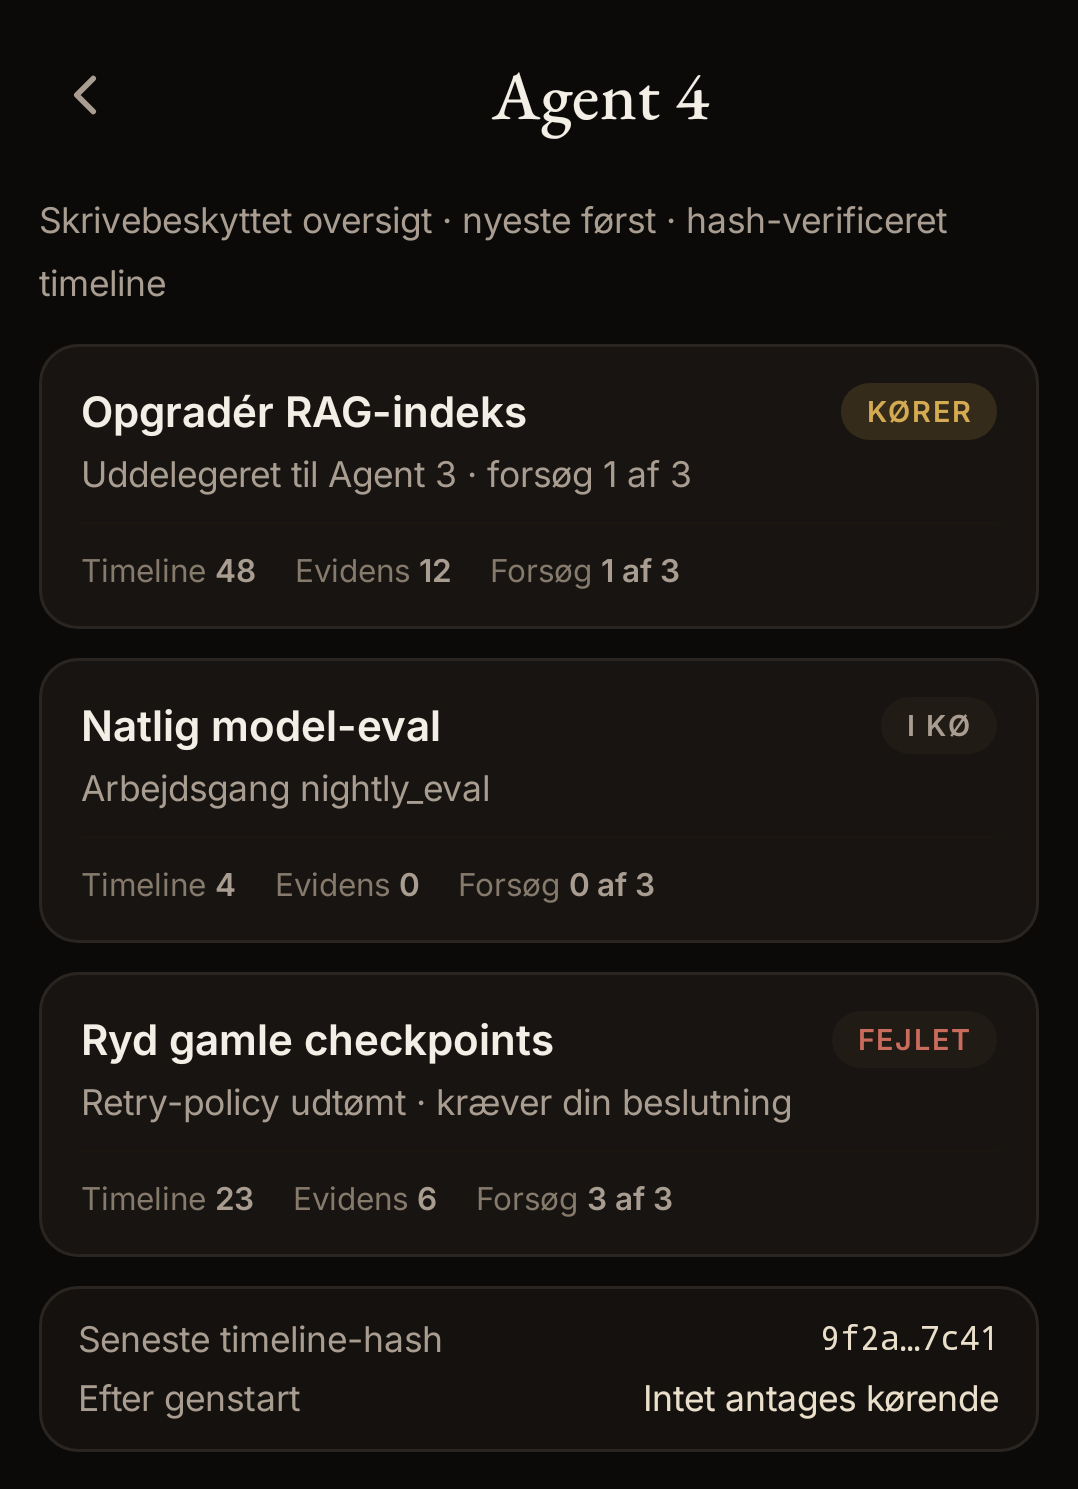 Agent 4
Skrivebeskyttet oversigt · nyeste først · hash-verificeret
timeline
Opgradér RAG-indeks KØRER
Uddelegeret til Agent 3 · forsøg 1 af 3
Timeline 48 Evidens 12 Forsøg 1 af 3
Natlig model-eval I KØ
Arbejdsgang nightly_eval
Timeline 4 Evidens 0 Forsøg 0 af 3
Ryd gamle checkpoints FEJLET
Retry-policy udtømt · kræver din beslutning
Timeline 23 Evidens 6 Forsøg 3 af 3
Seneste timeline-hash 9f2a…7c41
Efter genstart Intet antages kørende